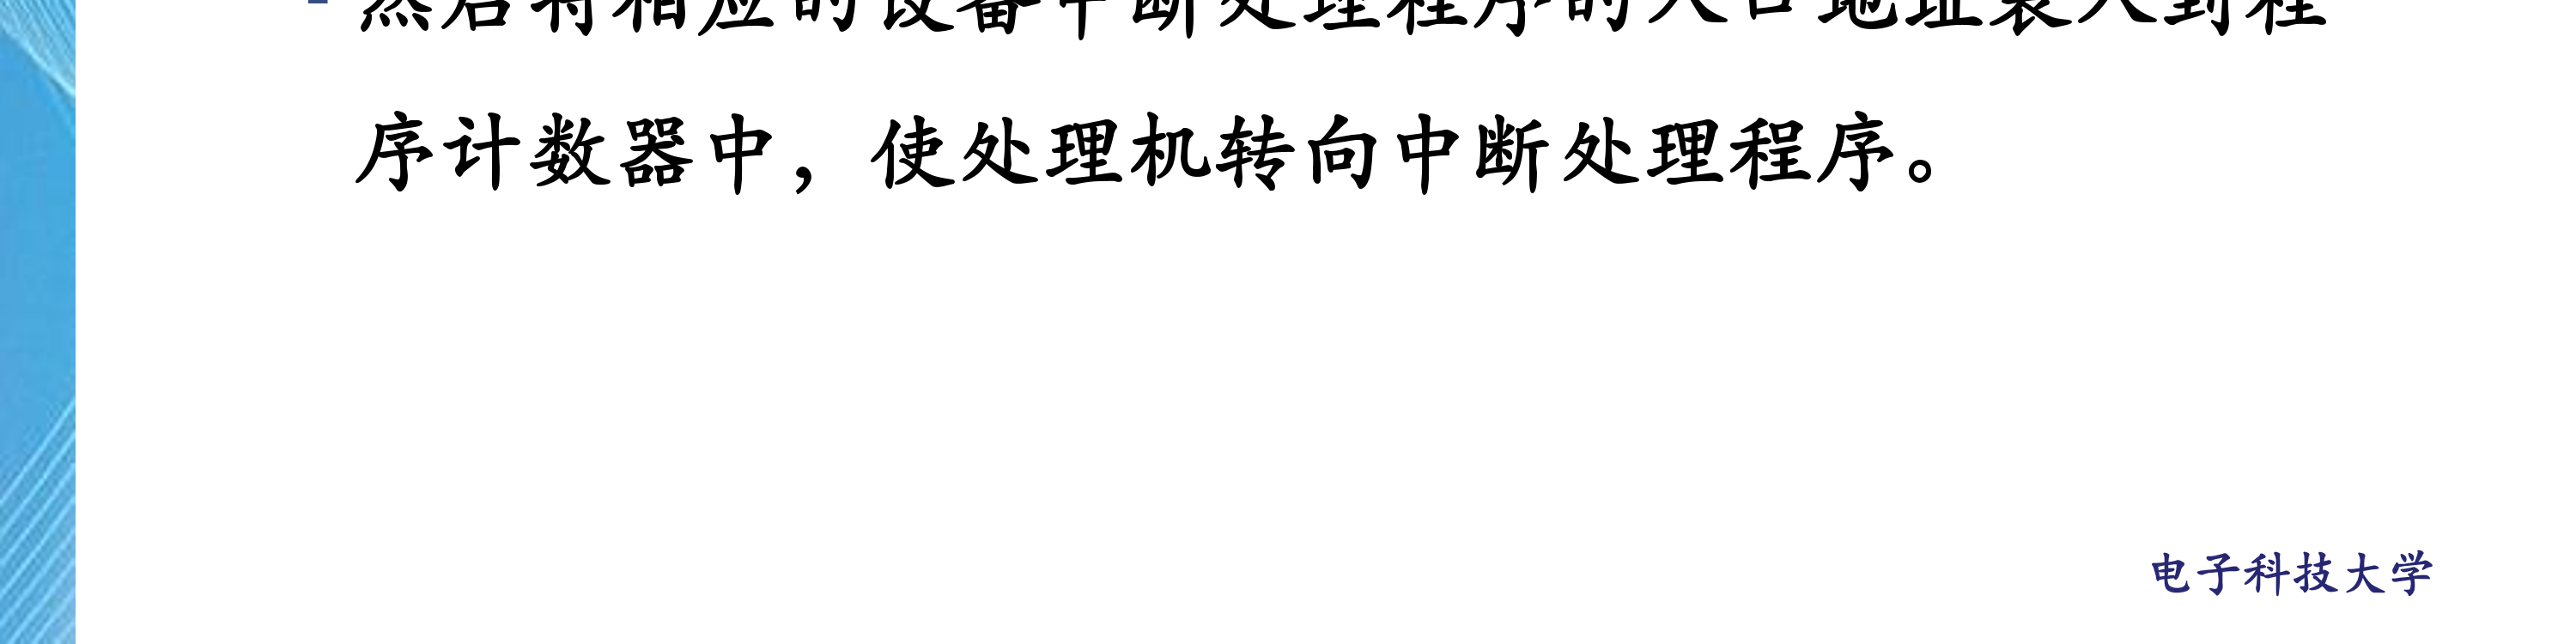 然后将相应的设备中断处理程序的入口地址装入到程
序计数器中，使处理机转向中断处理程序。
电子科技大学